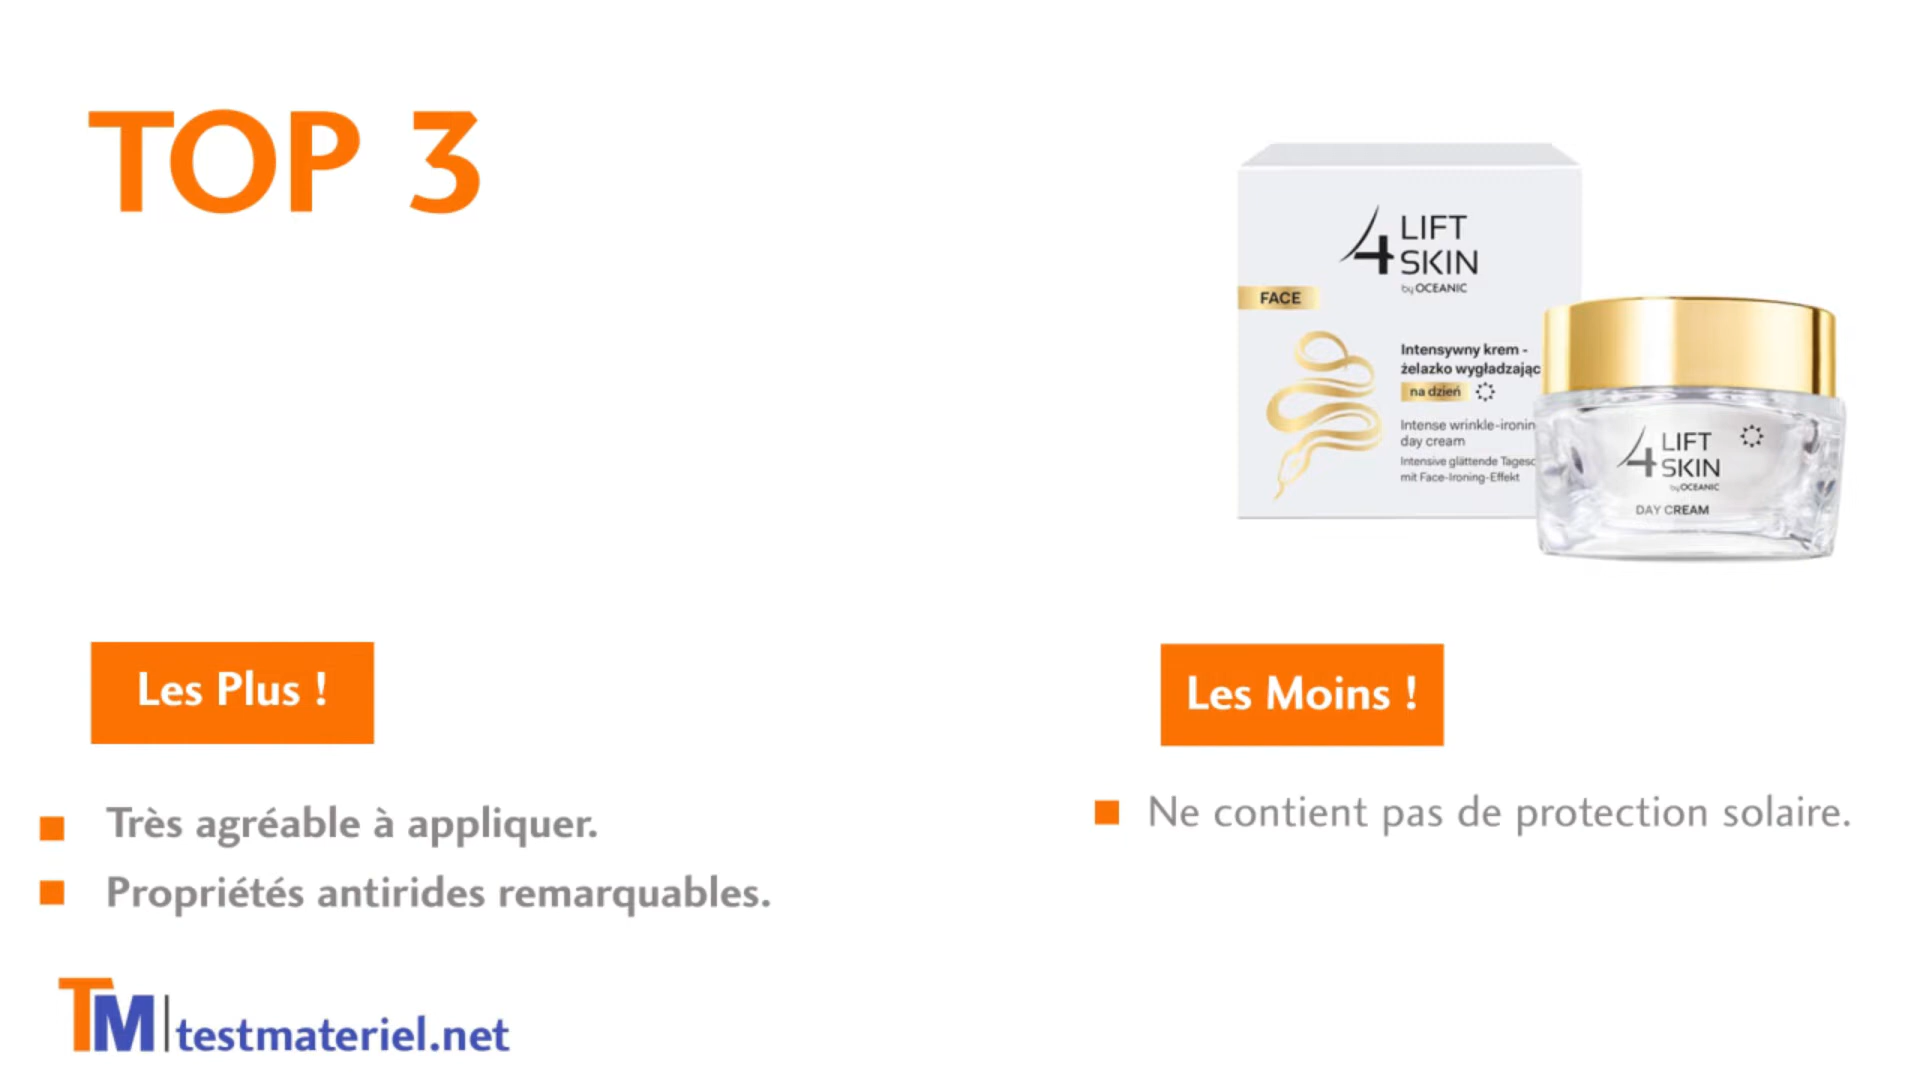 TOP 3
4 LIFT
SKIN
by OCEANIC
FACE
Intensywny krem -
żelazko wygładzając
na dzień
Intense wrinkle-ironin
day cream
Intensive glättende Tagesc
mit Face-Ironing-Effekt
4 LIFT
SKIN
by OCEANIC
DAY CREAM
Les Plus !
Les Moins !
Très agréable à appliquer.
Propriétés antirides remarquables.
Ne contient pas de protection solaire.
TM|testmateriel.net